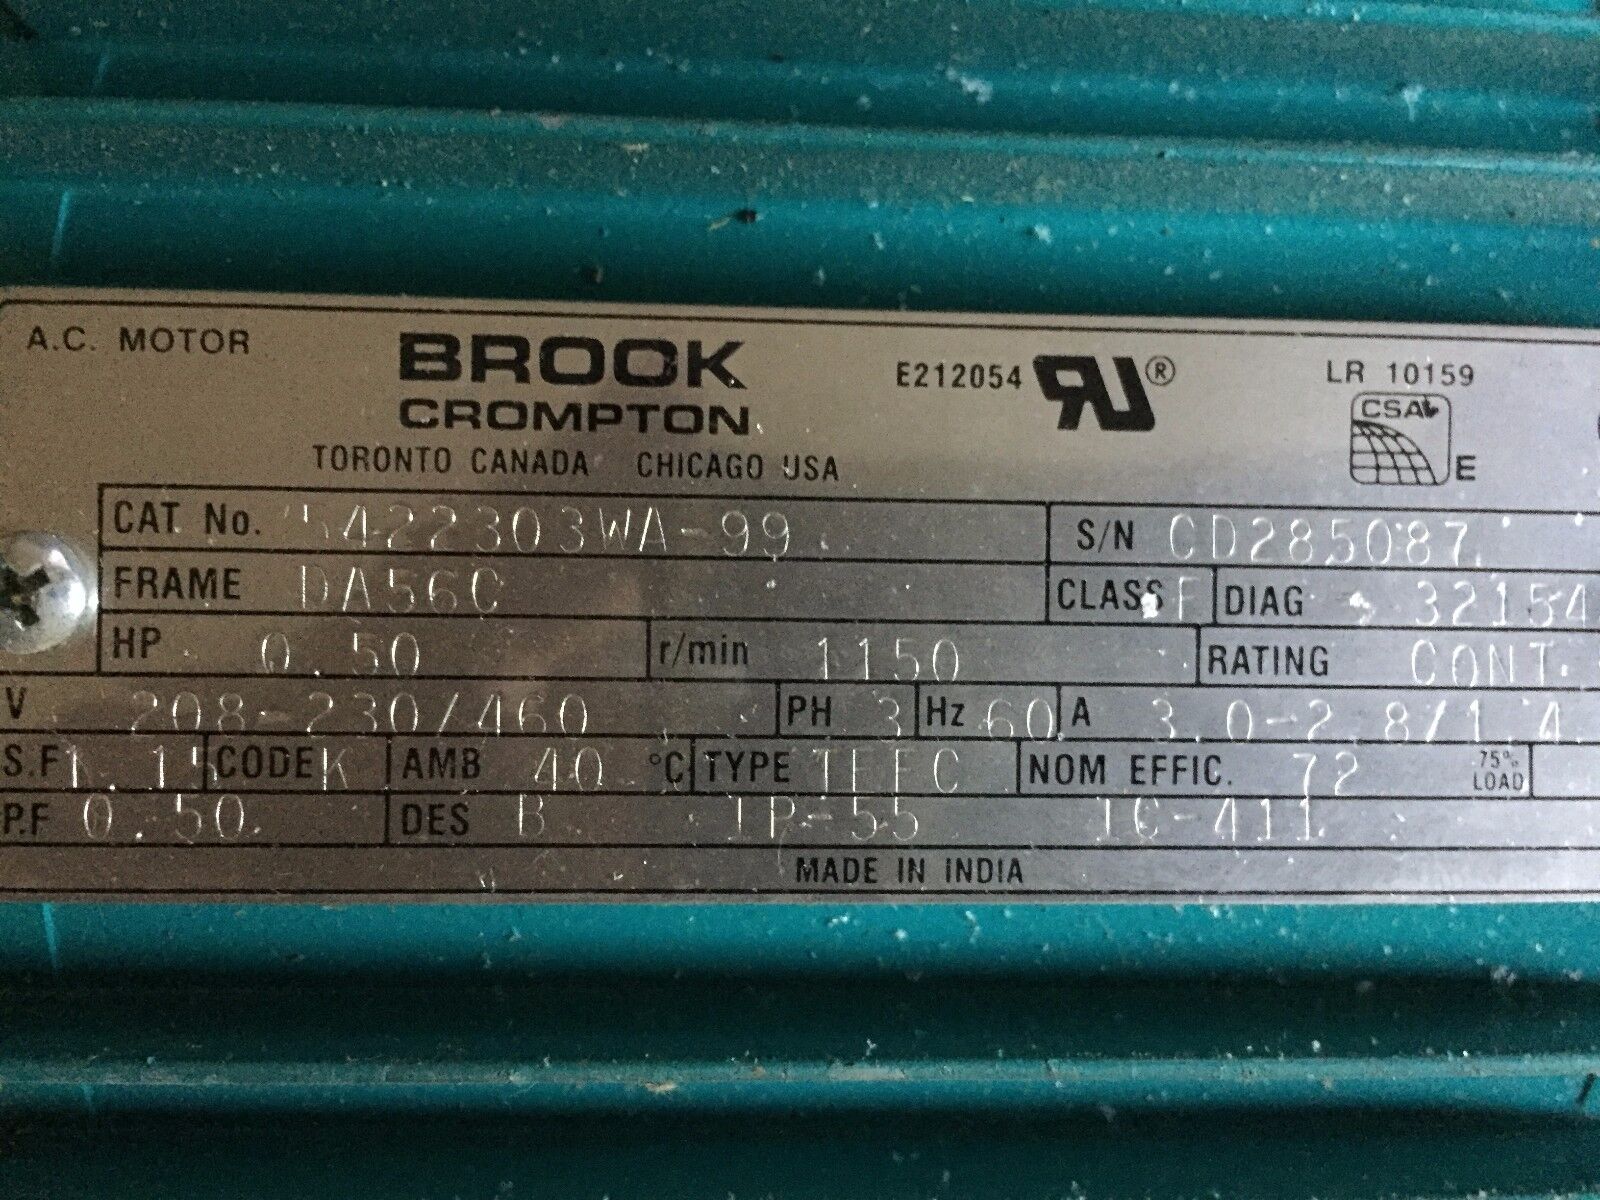 A.C. MOTOR BROOK CROMPTON E212054 ® LR 10159
CSA E
TORONTO CANADA CHICAGO USA
CAT. No. 5422303WA-99 S/N CD285087
FRAME DA56C CLASS F DIAG 32154
HP 0.50 r/min 1150 RATING CONT.
V 208-230/460 PH 3 Hz 60 A 3.0-2.8/1.4
S.F 1.15 CODE K AMB 40 °C TYPE TEFC NOM EFFIC. 72 75% LOAD
P.F 0.50 DES B IP-55 IC-411
MADE IN INDIA